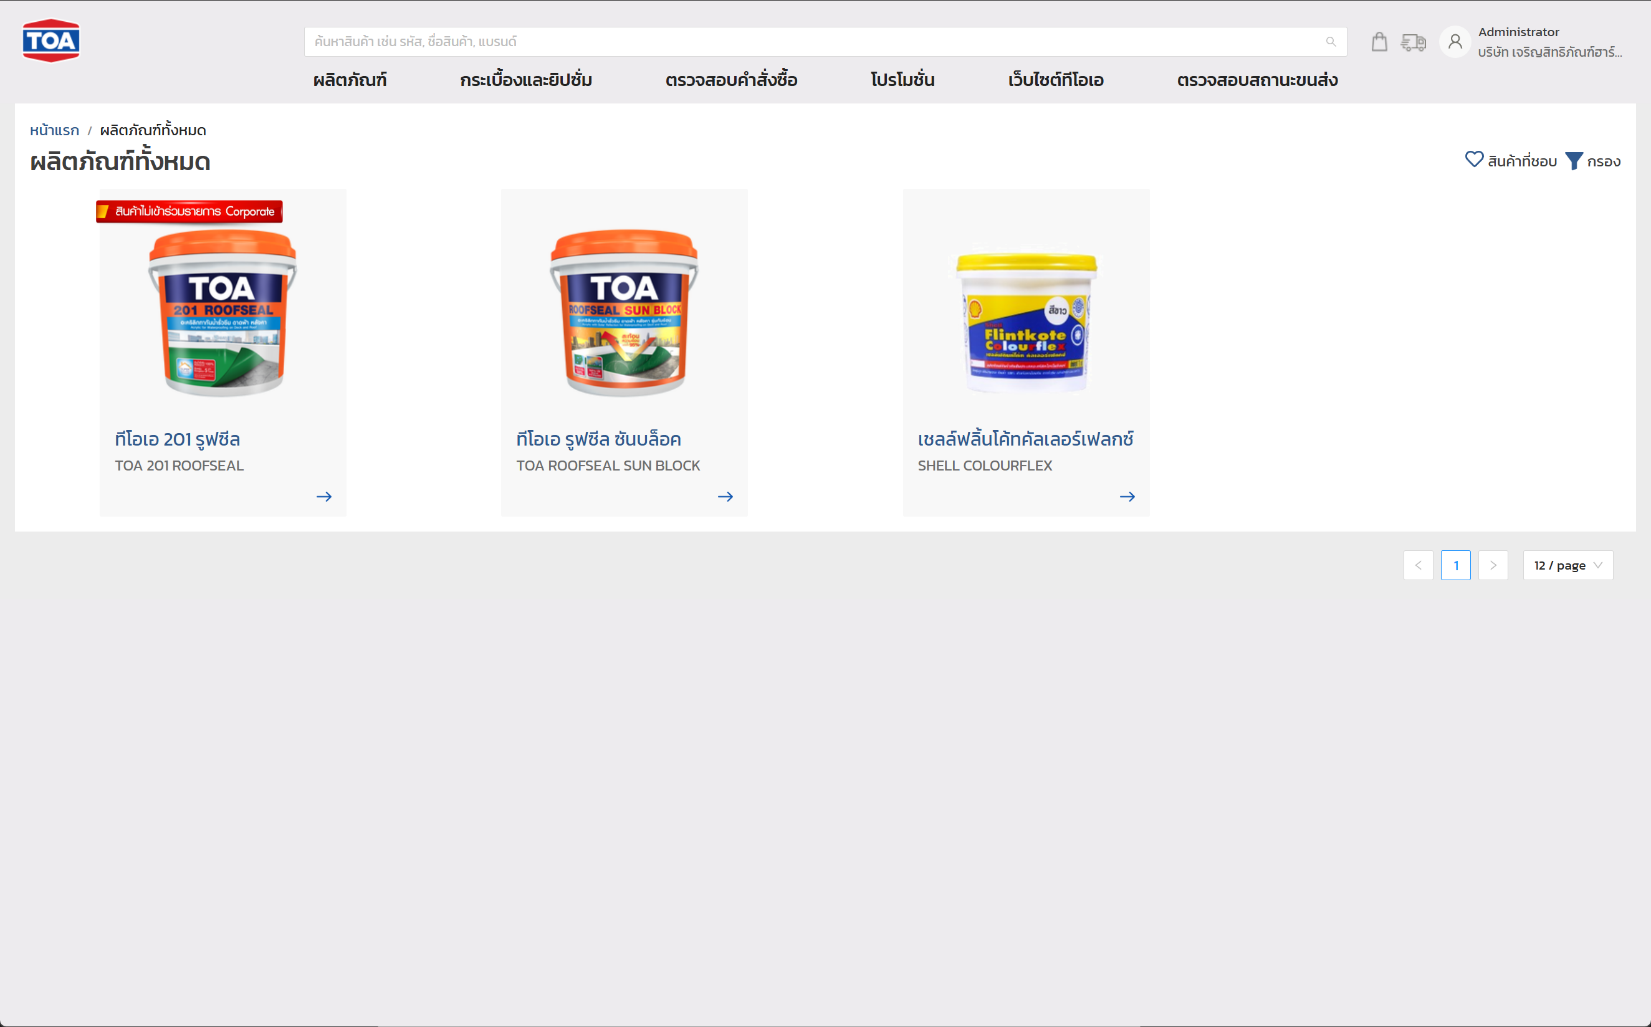 TOA
ค้นหาสินค้า เช่น รหัส, ชื่อสินค้า, แบรนด์
Administrator
บริษัท เจริญสิทธิภัณฑ์ฮาร์...
ผลิตภัณฑ์
กระเบื้องและยิปซั่ม
ตรวจสอบคำสั่งซื้อ
โปรโมชั่น
เว็บไซต์ทีโอเอ
ตรวจสอบสถานะขนส่ง
หน้าแรก / ผลิตภัณฑ์ทั้งหมด
ผลิตภัณฑ์ทั้งหมด
สินค้าที่ชอบ
กรอง
สินค้าไม่เข้าร่วมรายการ Corporate
TOA
201 ROOFSEAL
TOA
ROOFSEAL SUN BLOCK
สีขาว
Flintkote
Colourflex
ทีโอเอ 201 รูฟซีล
TOA 201 ROOFSEAL
ทีโอเอ รูฟซีล ซันบล็อค
TOA ROOFSEAL SUN BLOCK
เชลล์ฟลิ้นโค้ทคัลเลอร์เฟลกซ์
SHELL COLOURFLEX
1
12 / page